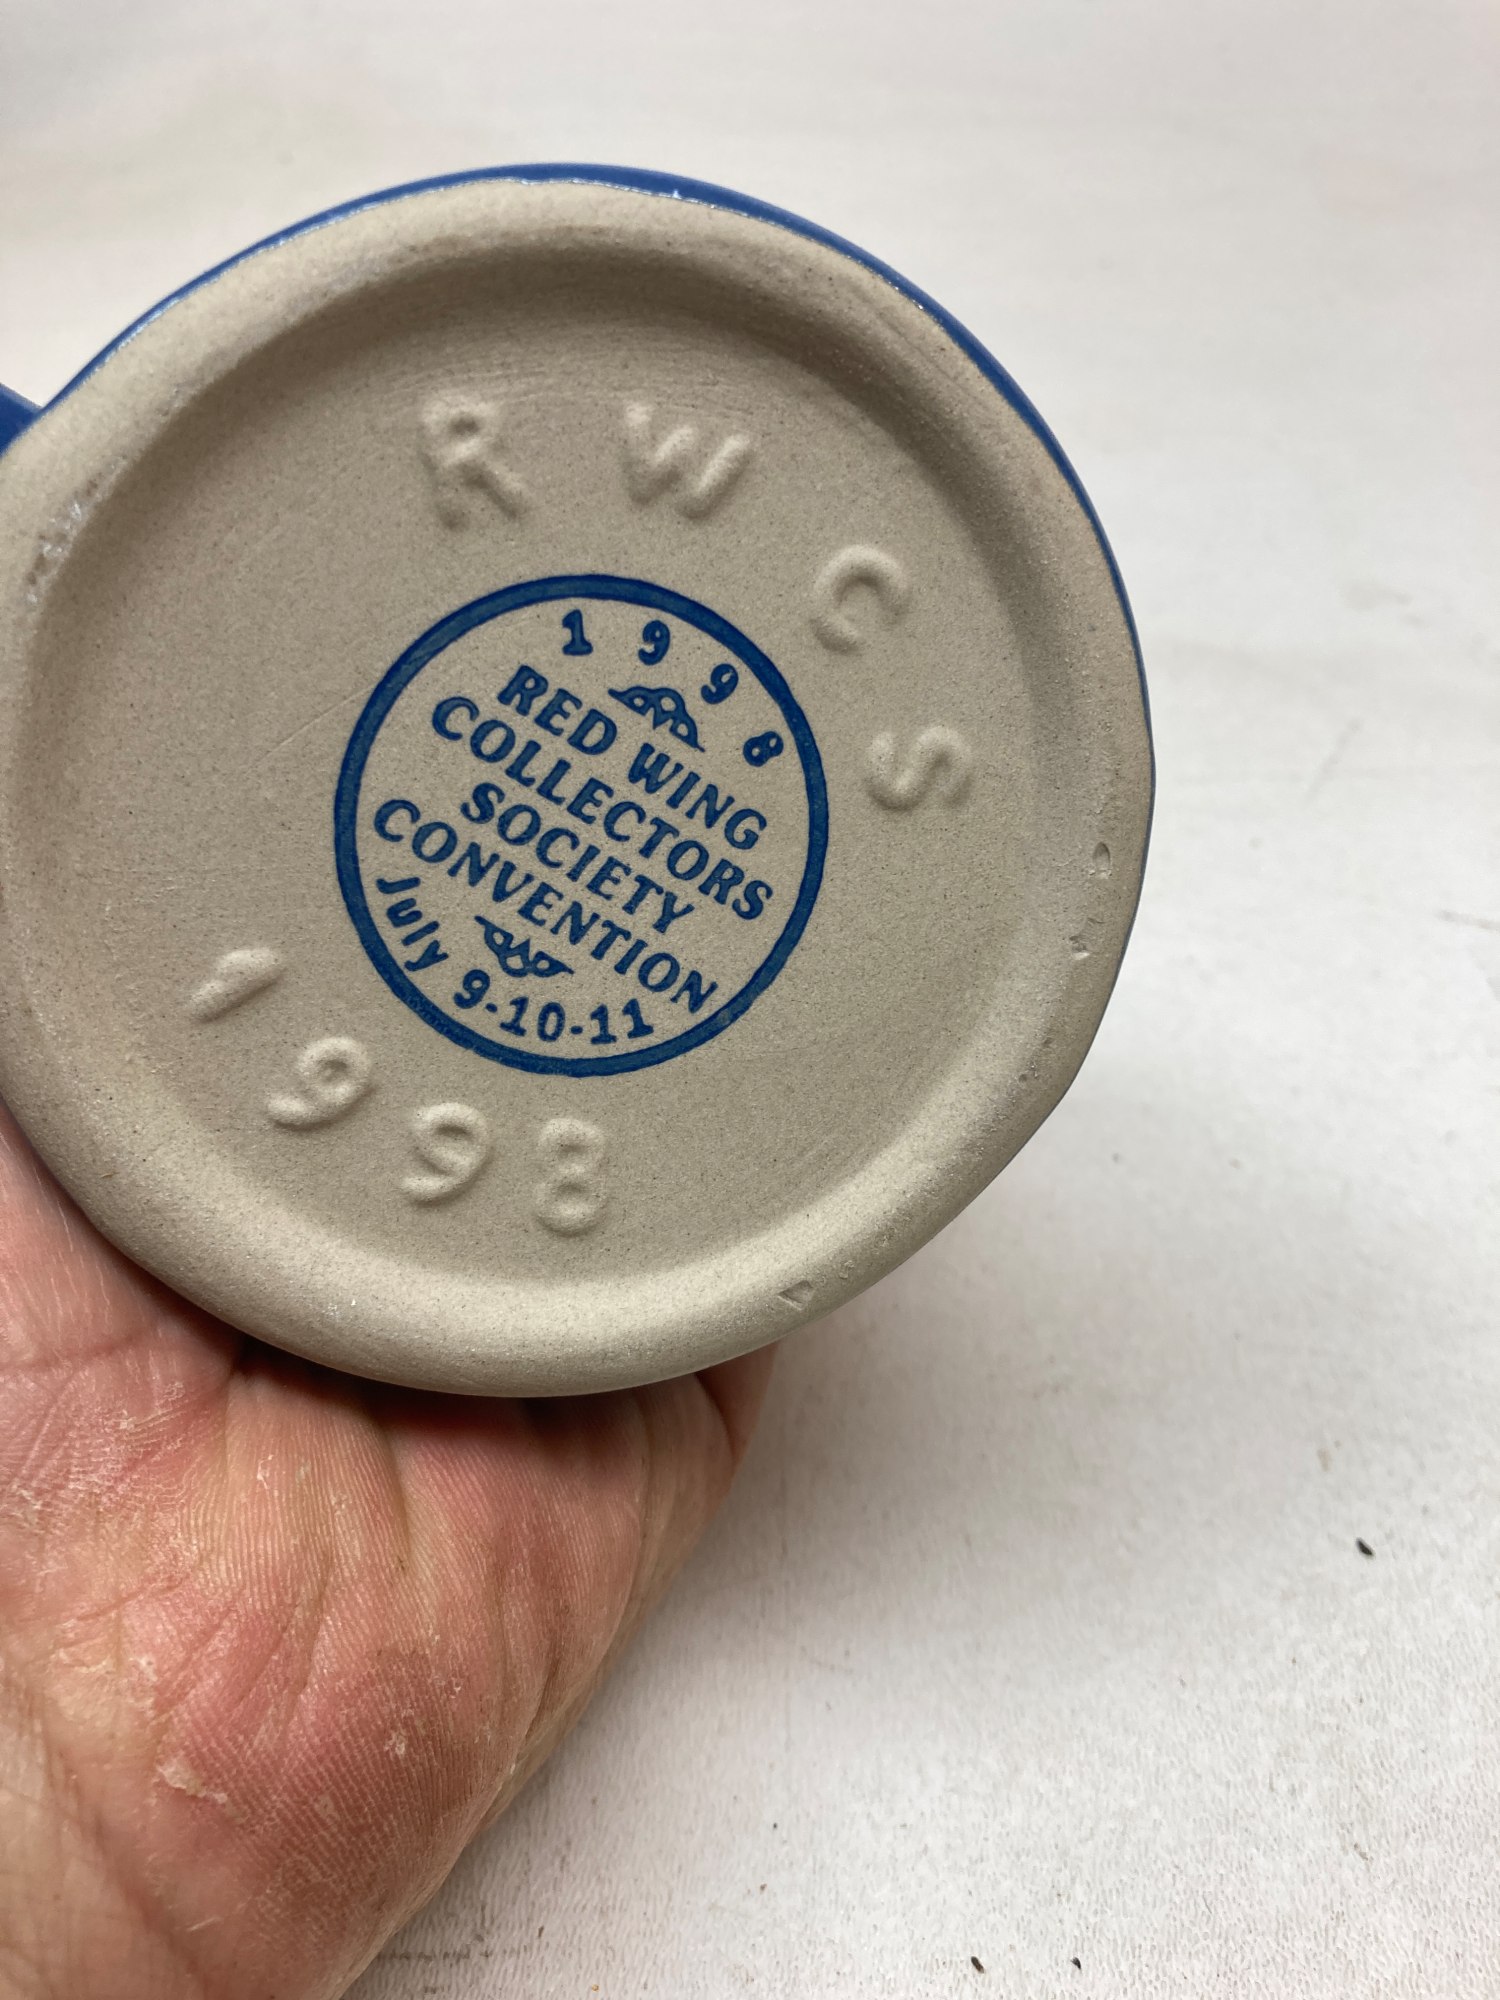 R W C S
1998
RED WING
COLLECTORS
SOCIETY
CONVENTION
July 9-10-11
1998